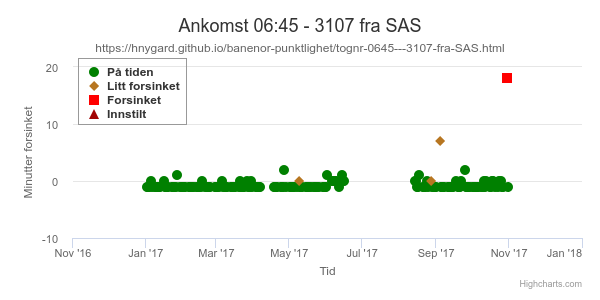 Ankomst 06:45 - 3107 fra SAS
https://hnygard.github.io/banenor-punktlighet/tognr-0645---3107-fra-SAS.html
På tiden
Litt forsinket
Forsinket
Innstilt
Minutter forsinket
20
10
0
-10
Nov '16
Jan '17
Mar '17
May '17
Jul '17
Sep '17
Nov '17
Jan '18
Tid
Highcharts.com